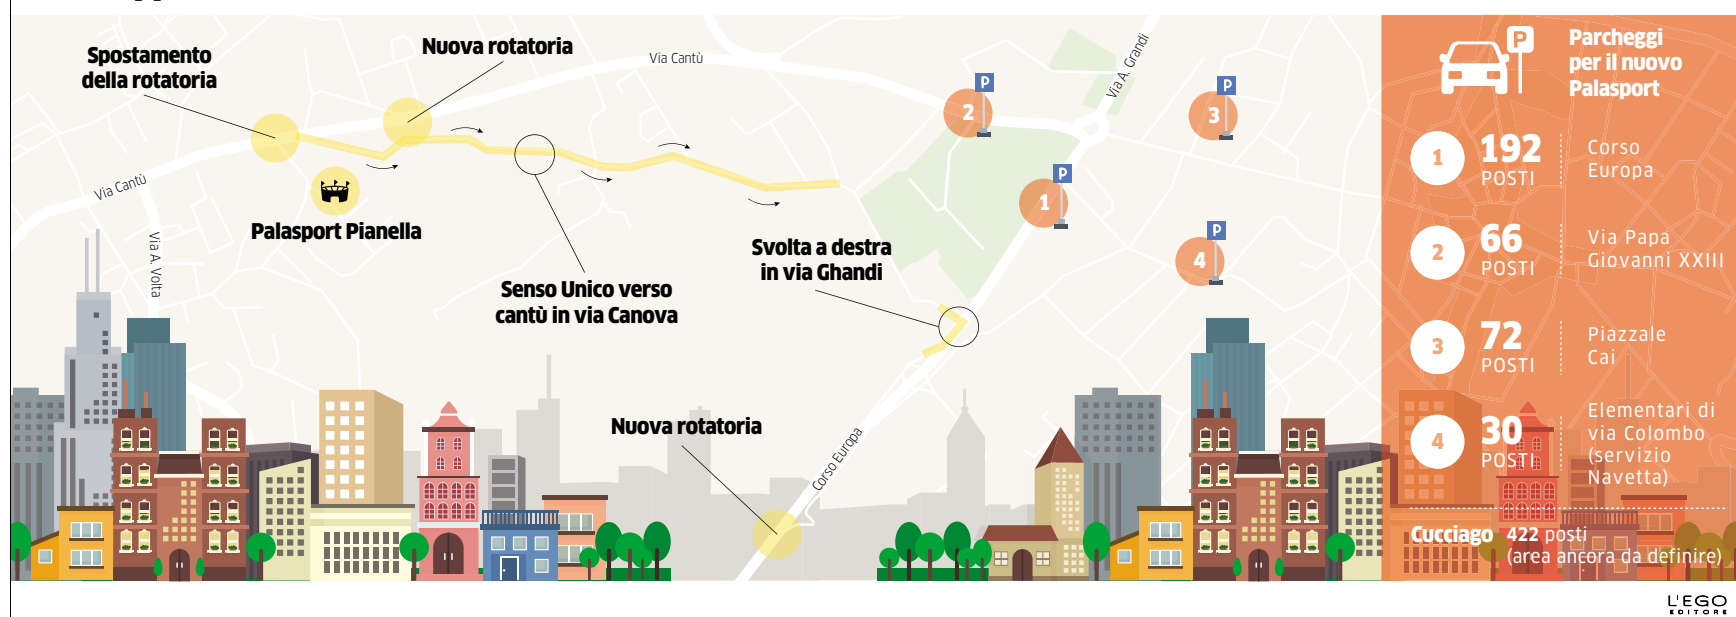 Spostamento
della rotatoria
Nuova rotatoria
Via Cantù
Via A. Grandi
Via Cantù
Via A. Volta
Palasport Pianella
Senso Unico verso
cantù in via Canova
Svolta a destra
in via Ghandi
Nuova rotatoria
Corso Europa
P
2
P
3
P
1
P
4
P
Parcheggi
per il nuovo
Palasport
1
192
POSTI
Corso
Europa
2
66
POSTI
Via Papa
Giovanni XXIII
3
72
POSTI
Piazzale
Cai
4
30
POSTI
Elementari di
via Colombo
(servizio
Navetta)
Cucciago 422 posti
(area ancora da definire)
L'EGO
EDITORE